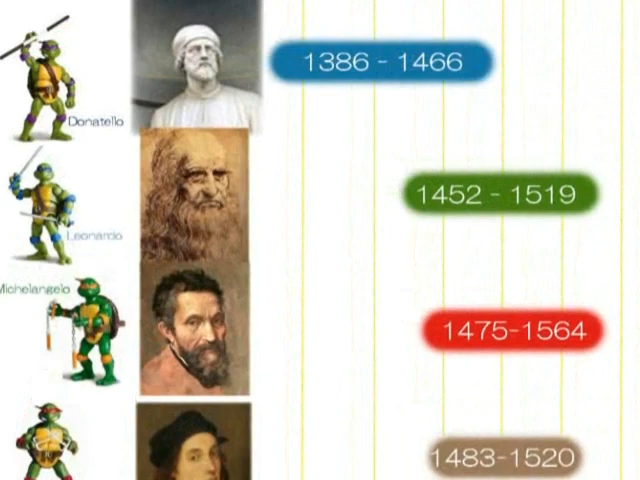 1386 - 1466
Donatello
1452 - 1519
Leonardo
Michelangelo
1475-1564
1483-1520